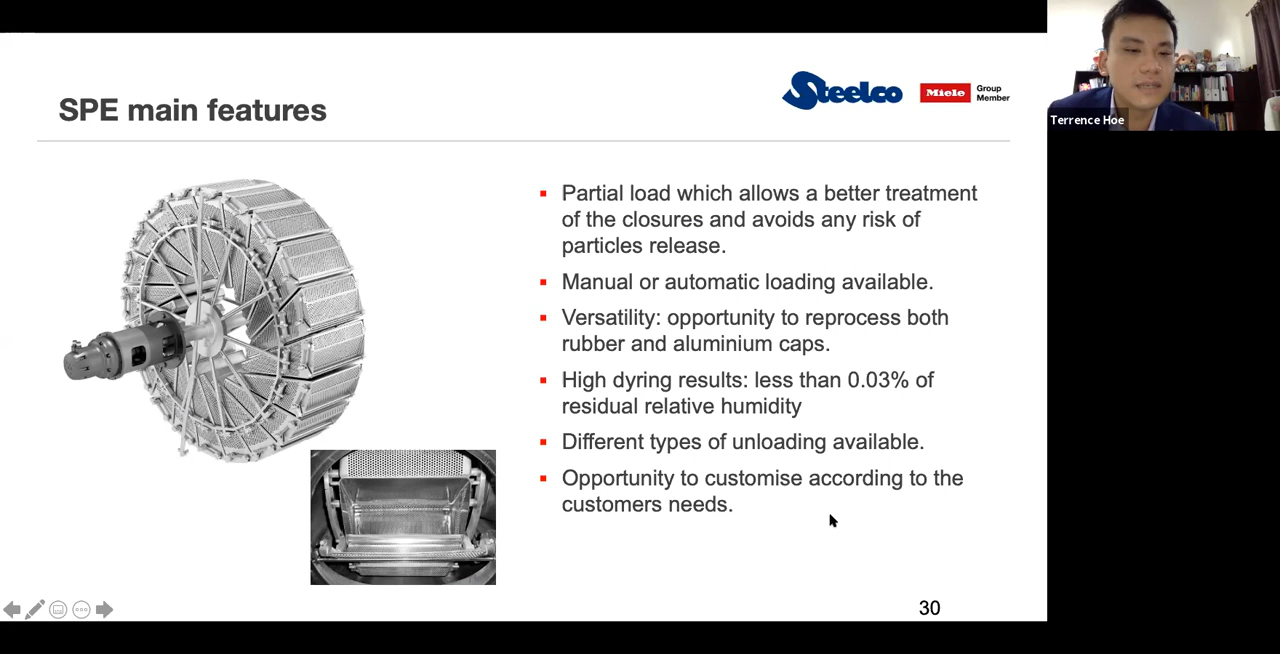 SPE main features
Steelco
Miele
Group
Member
Terrence Hoe
Partial load which allows a better treatment
of the closures and avoids any risk of
particles release.
Manual or automatic loading available.
Versatility: opportunity to reprocess both
rubber and aluminium caps.
High dyring results: less than 0.03% of
residual relative humidity
Different types of unloading available.
Opportunity to customise according to the
customers needs.
30